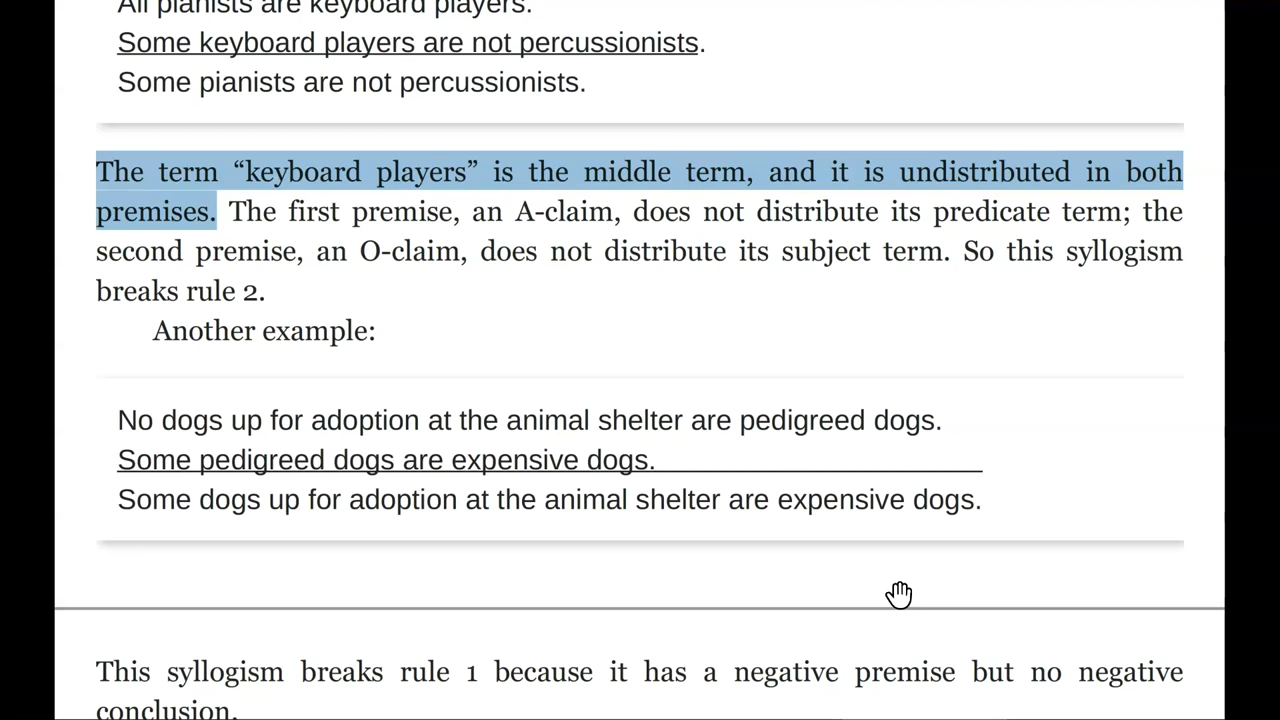 All pianists are keyboard players.
Some keyboard players are not percussionists.
Some pianists are not percussionists.
The term “keyboard players” is the middle term, and it is undistributed in both
premises. The first premise, an A-claim, does not distribute its predicate term; the
second premise, an O-claim, does not distribute its subject term. So this syllogism
breaks rule 2.
Another example:
No dogs up for adoption at the animal shelter are pedigreed dogs.
Some pedigreed dogs are expensive dogs.
Some dogs up for adoption at the animal shelter are expensive dogs.
This syllogism breaks rule 1 because it has a negative premise but no negative
conclusion.